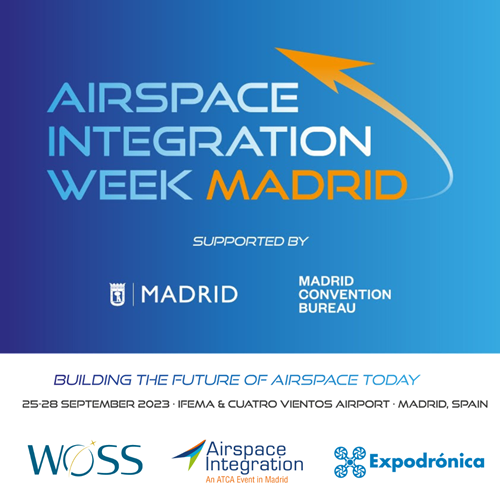 AIRSPACE
INTEGRATION
WEEK MADRID
SUPPORTED BY
MADRID
MADRID
CONVENTION
BUREAU
BUILDING THE FUTURE OF AIRSPACE TODAY
25-28 SEPTEMBER 2023 · IFEMA & CUATRO VIENTOS AIRPORT · MADRID, SPAIN
WOSS
Airspace
Integration
An ATCA Event in Madrid
Expodrónica